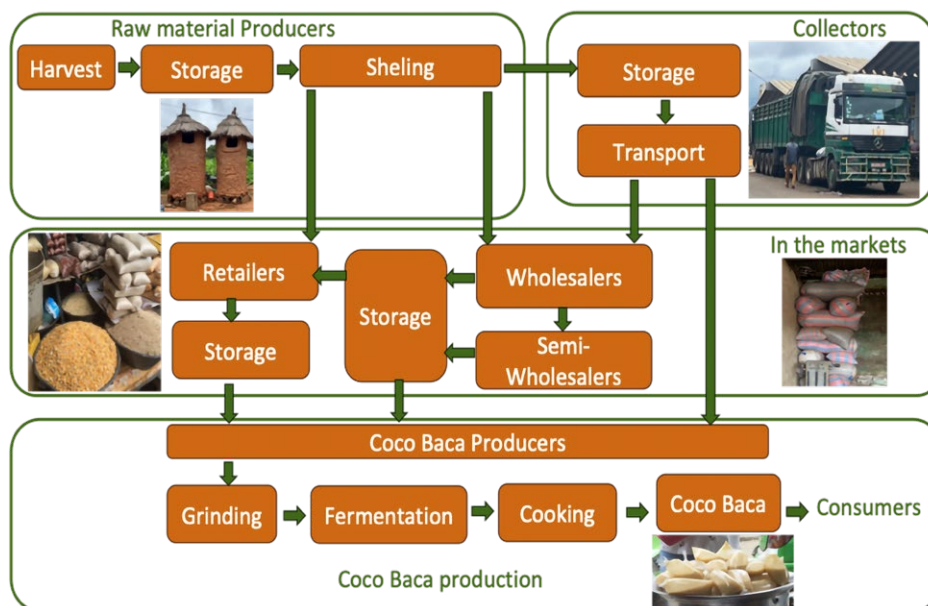 Raw material Producers
Harvest
Storage
Sheling
Collectors
Storage
Transport
In the markets
Retailers
Storage
Storage
Wholesalers
Semi-
Wholesalers
Coco Baca Producers
Grinding
Fermentation
Cooking
Coco Baca
Consumers
Coco Baca production